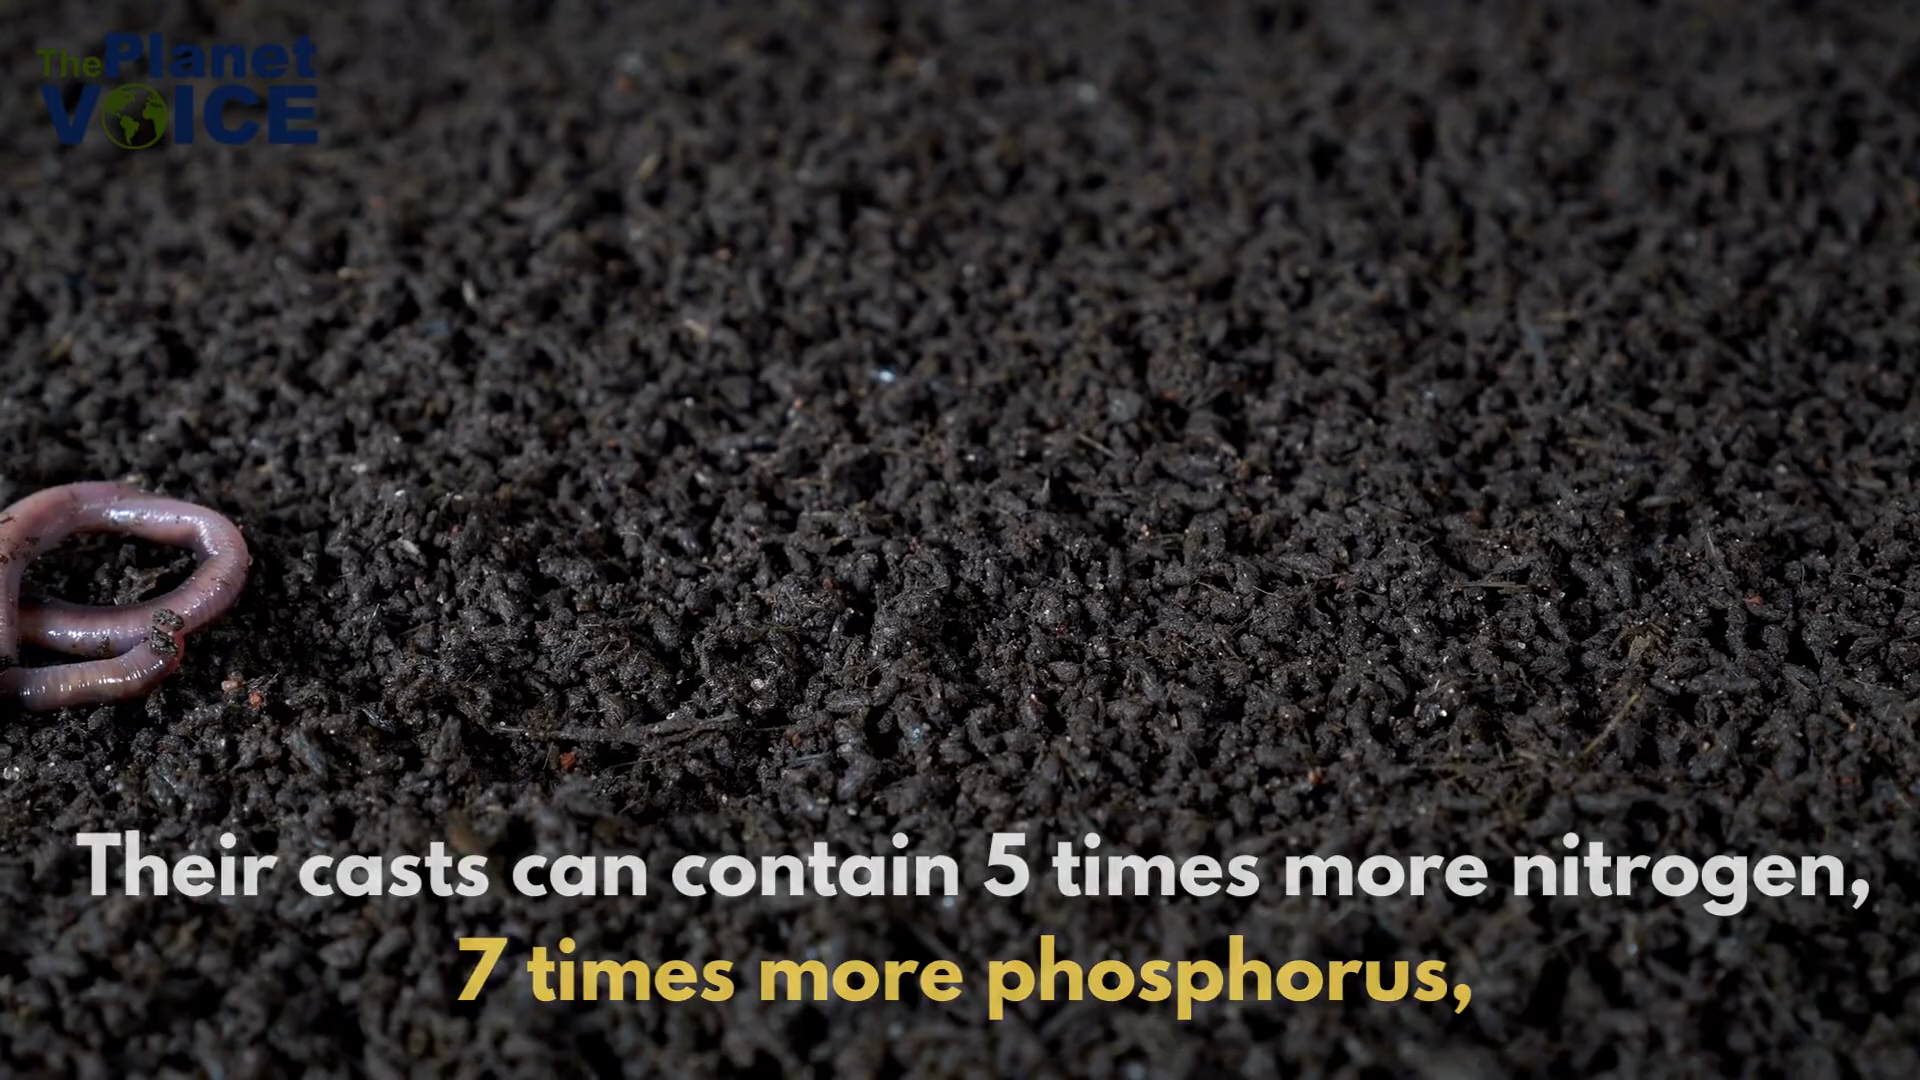 The Planet
VOICE
Their casts can contain 5 times more nitrogen,
7 times more phosphorus,